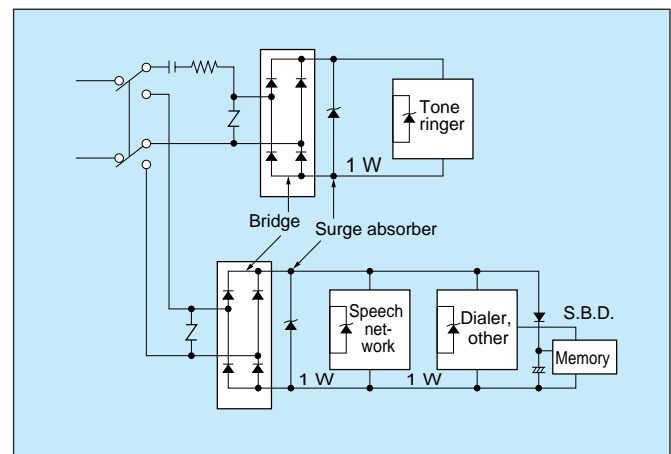 Tone
ringer
1 W
Bridge
Surge absorber
Speech
net-
work
Dialer,
other
S.B.D.
Memory
1 W
1 W